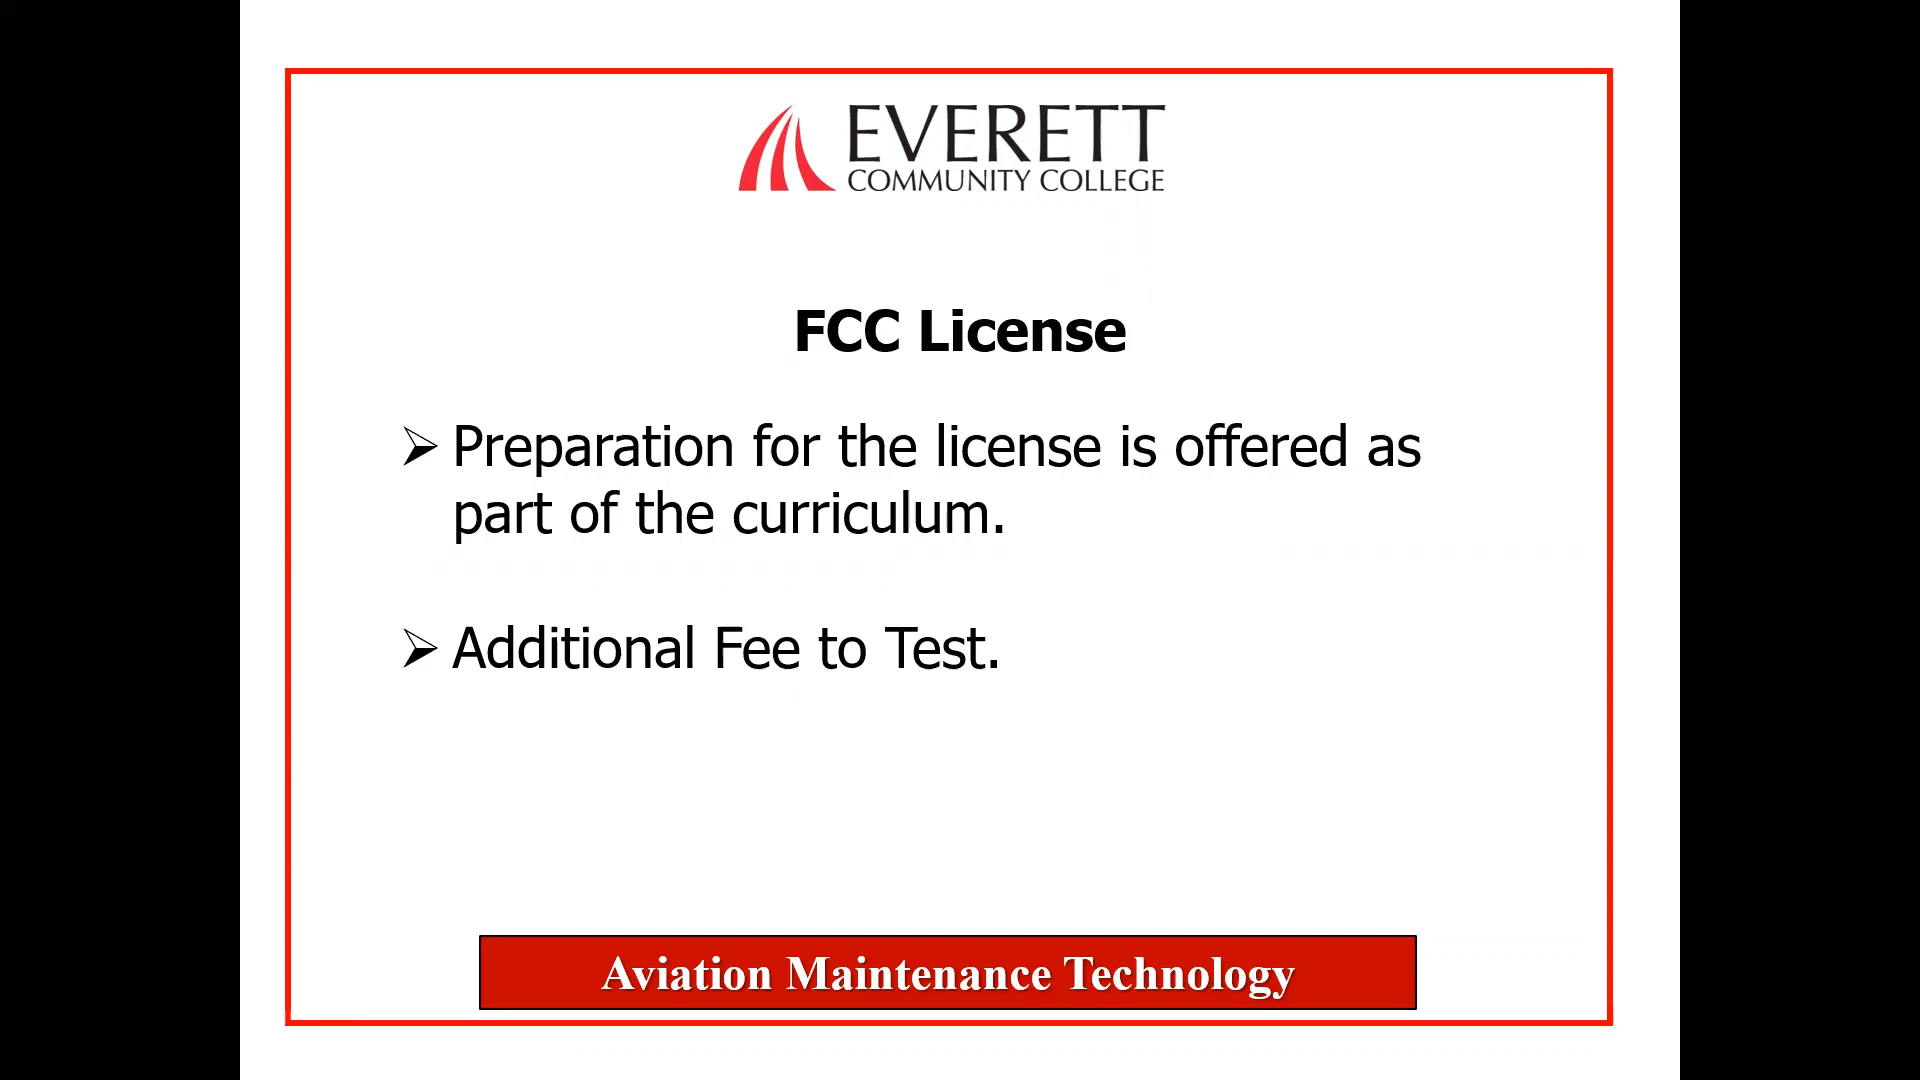 EVERETT
COMMUNITY COLLEGE
FCC License
➢ Preparation for the license is offered as
part of the curriculum.
➢ Additional Fee to Test.
Aviation Maintenance Technology